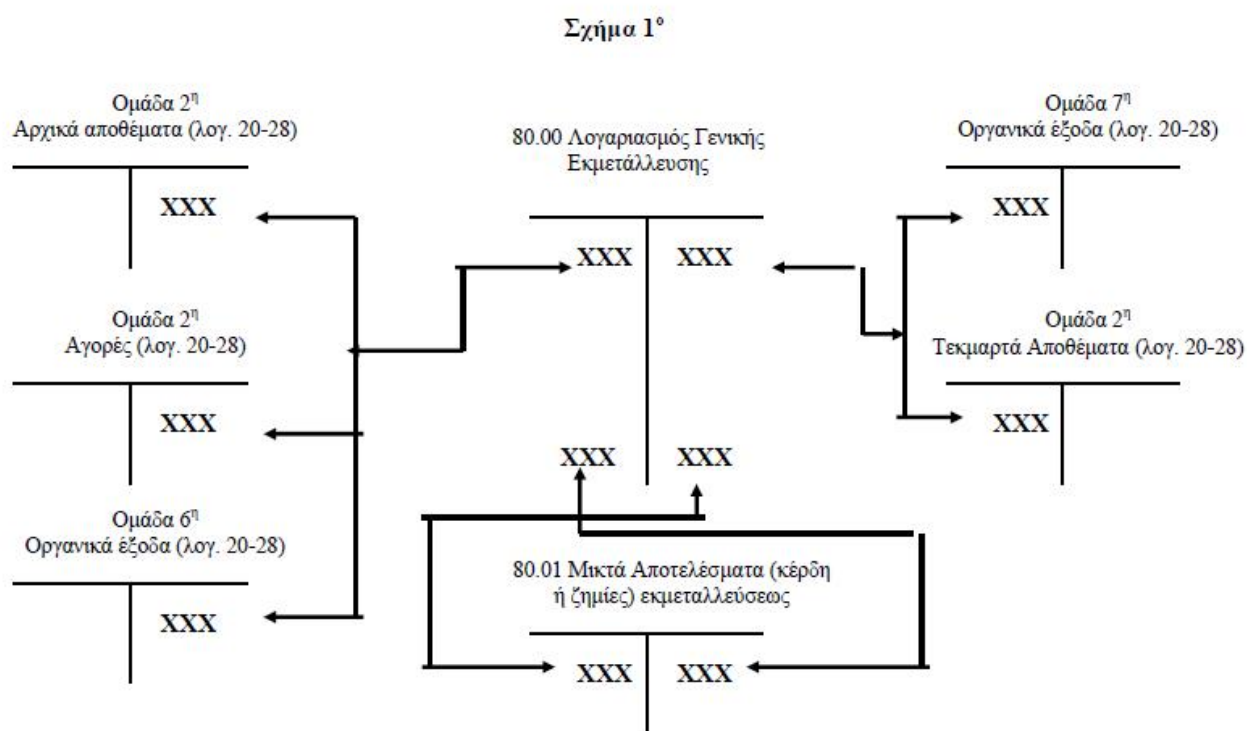 Σχήμα 1º
Ομάδα 2η
Αρχικά αποθέματα (λογ. 20-28)
XXX
Ομάδα 2η
Αγορές (λογ. 20-28)
XXX
Ομάδα 6η
Οργανικά έξοδα (λογ. 20-28)
XXX
80.00 Λογαριασμός Γενικής
Εκμετάλλευσης
XXX XXX
XXX XXX
80.01 Μικτά Αποτελέσματα (κέρδη
ή ζημίες) εκμεταλλεύσεως
XXX XXX
Ομάδα 7η
Οργανικά έξοδα (λογ. 20-28)
XXX
Ομάδα 2η
Τεκμαρτά Αποθέματα (λογ. 20-28)
XXX